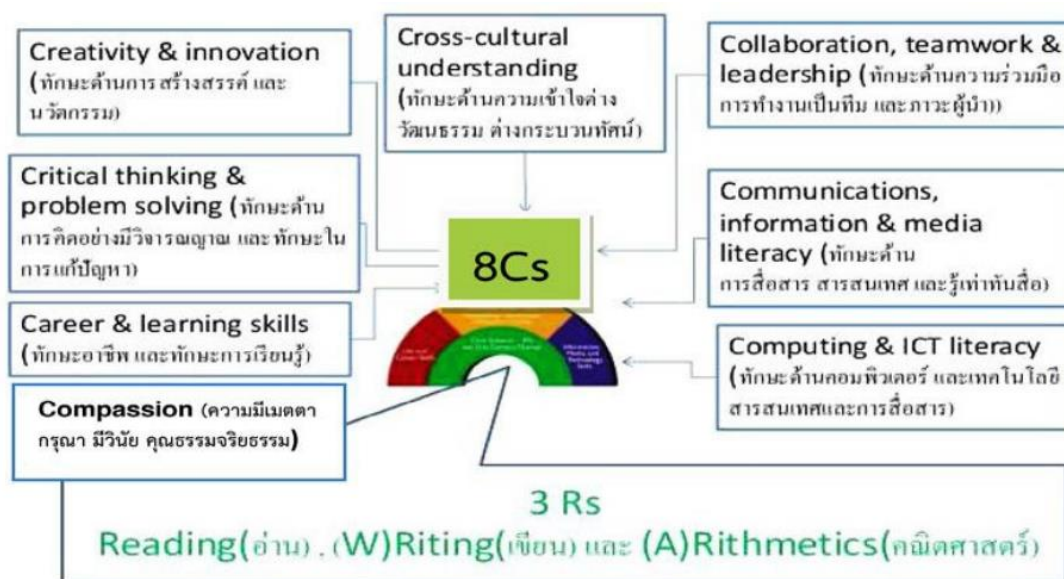 Creativity & innovation
(ทักษะด้านการสร้างสรรค์ และ
นวัตกรรม)
Cross-cultural
understanding
(ทักษะด้านความเข้าใจต่าง
วัฒนธรรม ต่างกระบวนทัศน์)
Collaboration, teamwork &
leadership (ทักษะด้านความร่วมมือ
การทำงานเป็นทีม และภาวะผู้นำ))
Critical thinking &
problem solving (ทักษะด้าน
การคิดอย่างมีวิจารณญาณ และทักษะใน
การแก้ปัญหา)
8Cs
Communications,
information & media
literacy (ทักษะด้าน
การสื่อสาร สารสนเทศ และรู้เท่าทันสื่อ)
Career & learning skills
(ทักษะอาชีพ และทักษะการเรียนรู้)
Computing & ICT literacy
(ทักษะด้านคอมพิวเตอร์ และเทคโนโลยี
สารสนเทศและการสื่อสาร)
Compassion (ความมีเมตตา
กรุณา มีวินัย คุณธรรมจริยธรรม)
3 Rs
Reading(อ่าน) . (W)Riting(เขียน) และ (A)Rithmetics(คณิตศาสตร์)